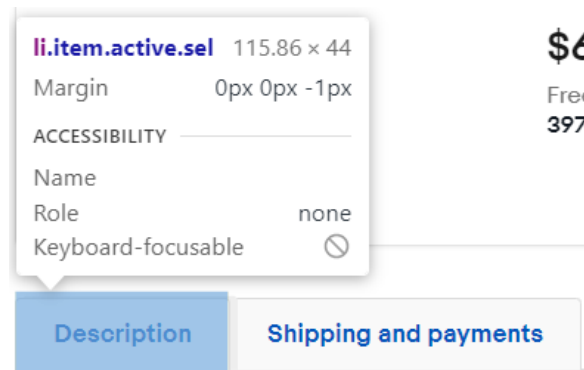 li.item.active.sel 115.86 × 44
Margin 0px 0px -1px
ACCESSIBILITY
Name
Role none
Keyboard-focusable
Description
Shipping and payments
397